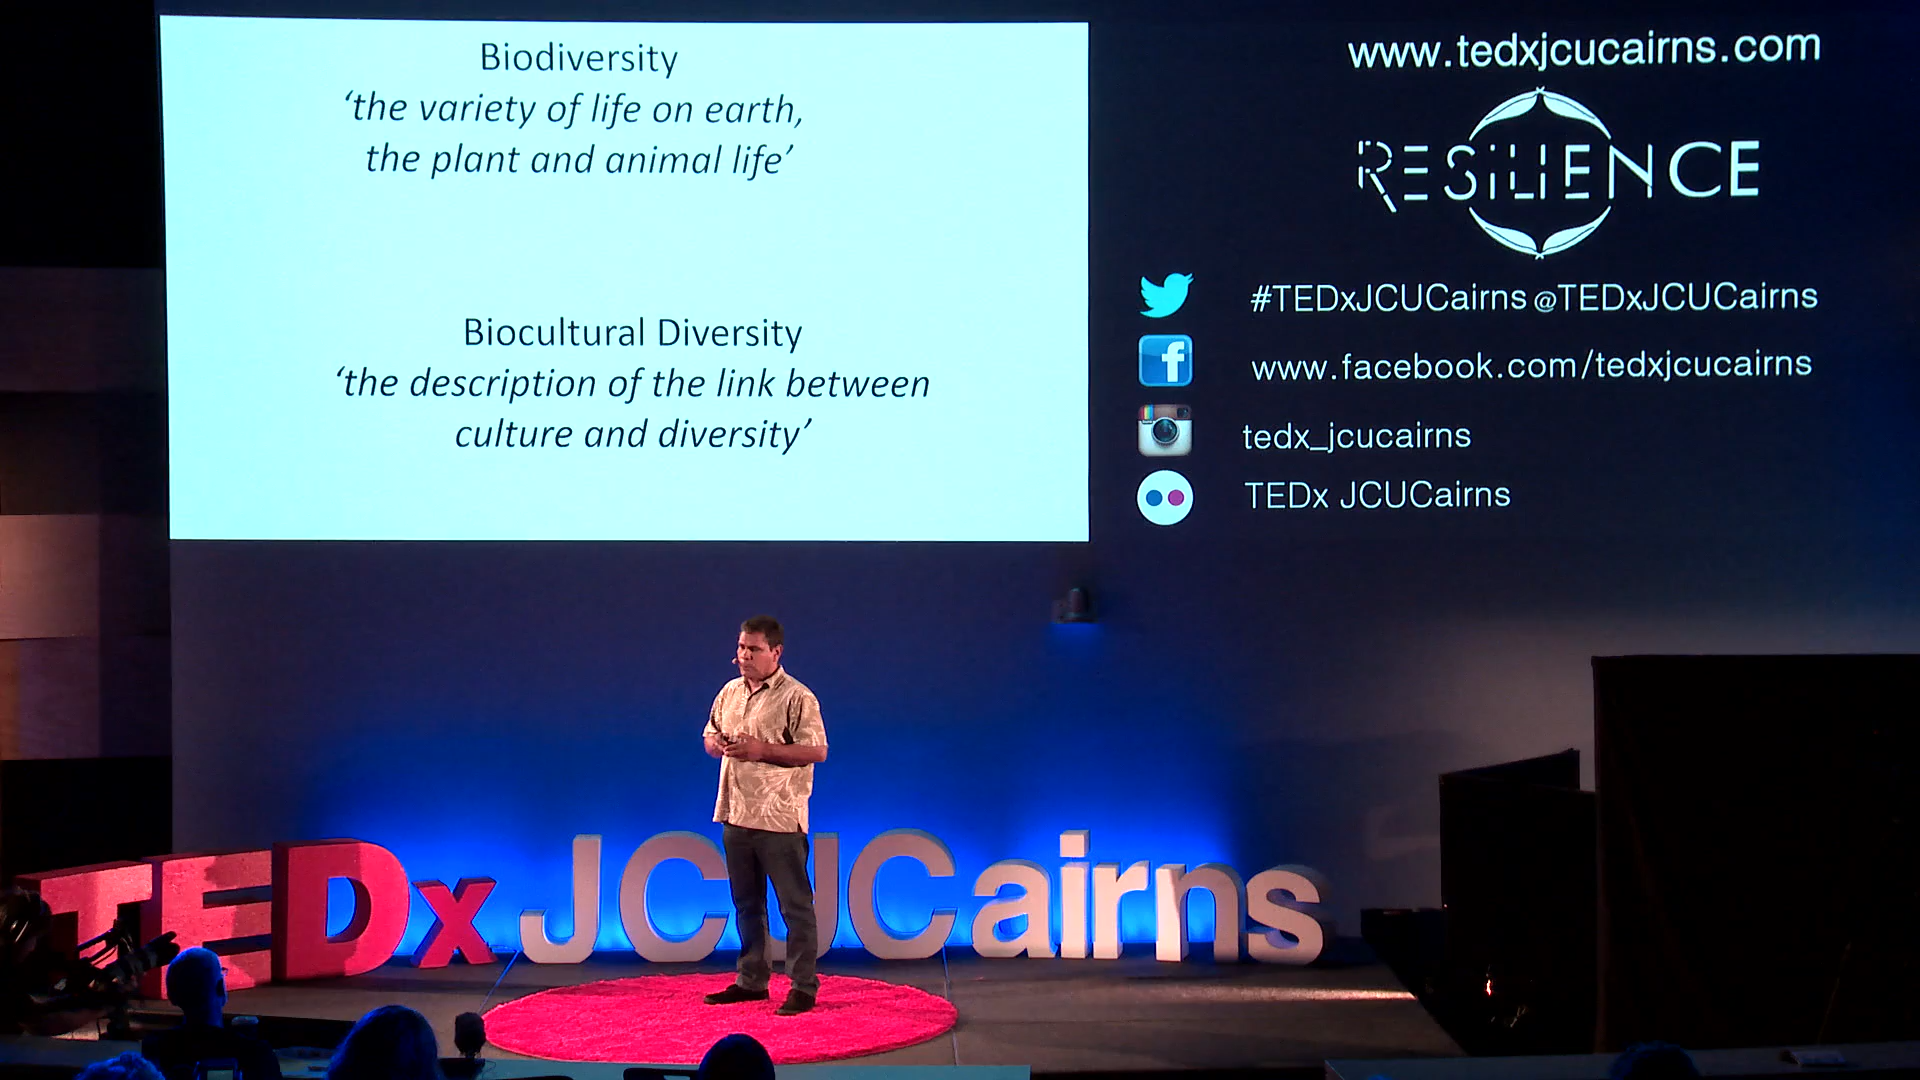 Biodiversity
‘the variety of life on earth,
the plant and animal life’
Biocultural Diversity
‘the description of the link between
culture and diversity’
www.tedxjcucairns.com
RESiLIENCE
#TEDxJCUCairns @TEDxJCUCairns
www.facebook.com/tedxjcucairns
tedx_jcucairns
TEDx JCUCairns
TEDx JCUCairns